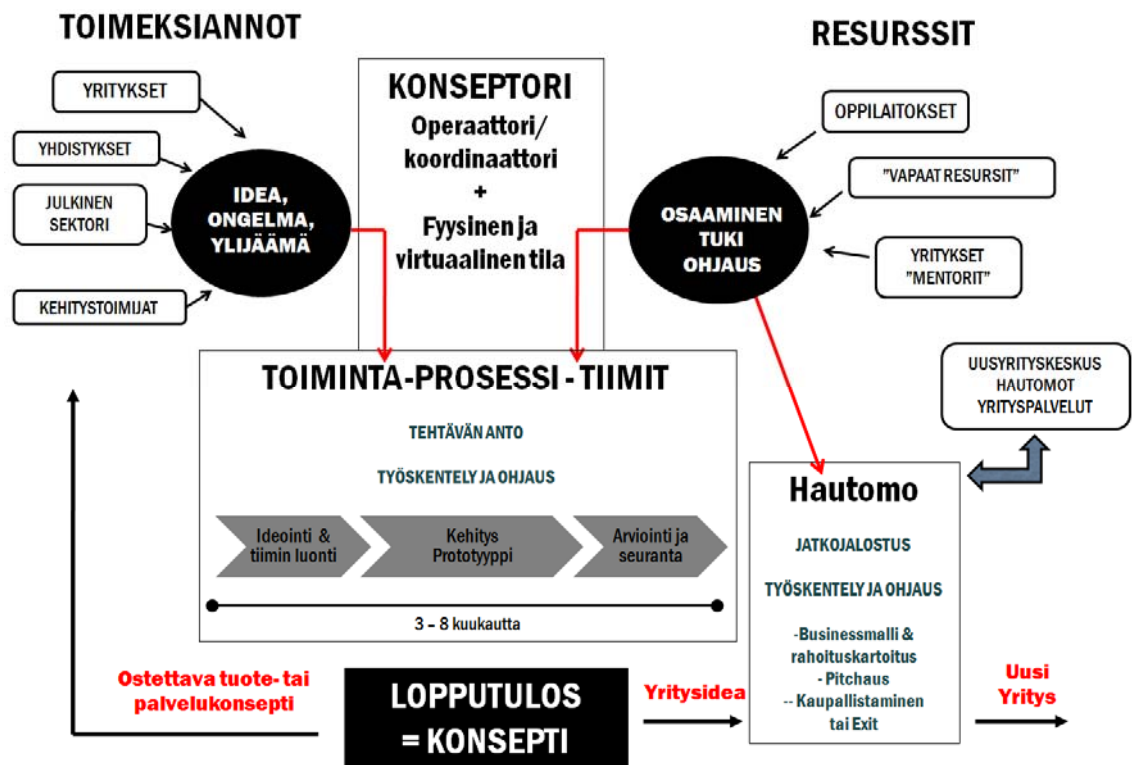 TOIMEKSIANNOT
YRITYKSET
YHDISTYKSET
JULKINEN
SEKTORI
KEHITYSTOIMIJAT
IDEA,
ONGELMA,
YLIJÄÄMÄ
KONSEPTORI
Operaattori/
koordinaattori
+
Fyysinen ja
virtuaalinen tila
RESURSSIT
OPPILAITOKSET
"VAPAAT RESURSIT"
YRITYKSET
"MENTORIT"
OSAAMINEN
TUKI
OHJAUS
UUSYRITYSKESKUS
HAUTOMOT
YRITYSPALVELUT
TOIMINTA-PROSESSI - TIIMIT
TEHTÄVÄN ANTO
TYÖSKENTELY JA OHJAUS
Ideointi &
tiimin luonti
Kehitys
Prototyyppi
Arviointi ja
seuranta
3 – 8 kuukautta
Hautomo
JATKOJALOSTUS
TYÖSKENTELY JA OHJAUS
-Businessmalli &
rahoituskartoitus
- Pitchaus
-- Kaupallistaminen
tai Exit
Ostettava tuote- tai
palvelukonsepti
LOPPUTULOS
= KONSEPTI
Yritysidea
Uusi
Yritys